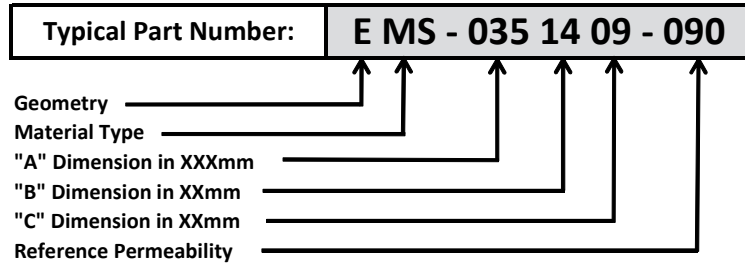 Typical Part Number: E MS - 035 14 09 - 090
Geometry
Material Type
"A" Dimension in XXXmm
"B" Dimension in XXmm
"C" Dimension in XXmm
Reference Permeability